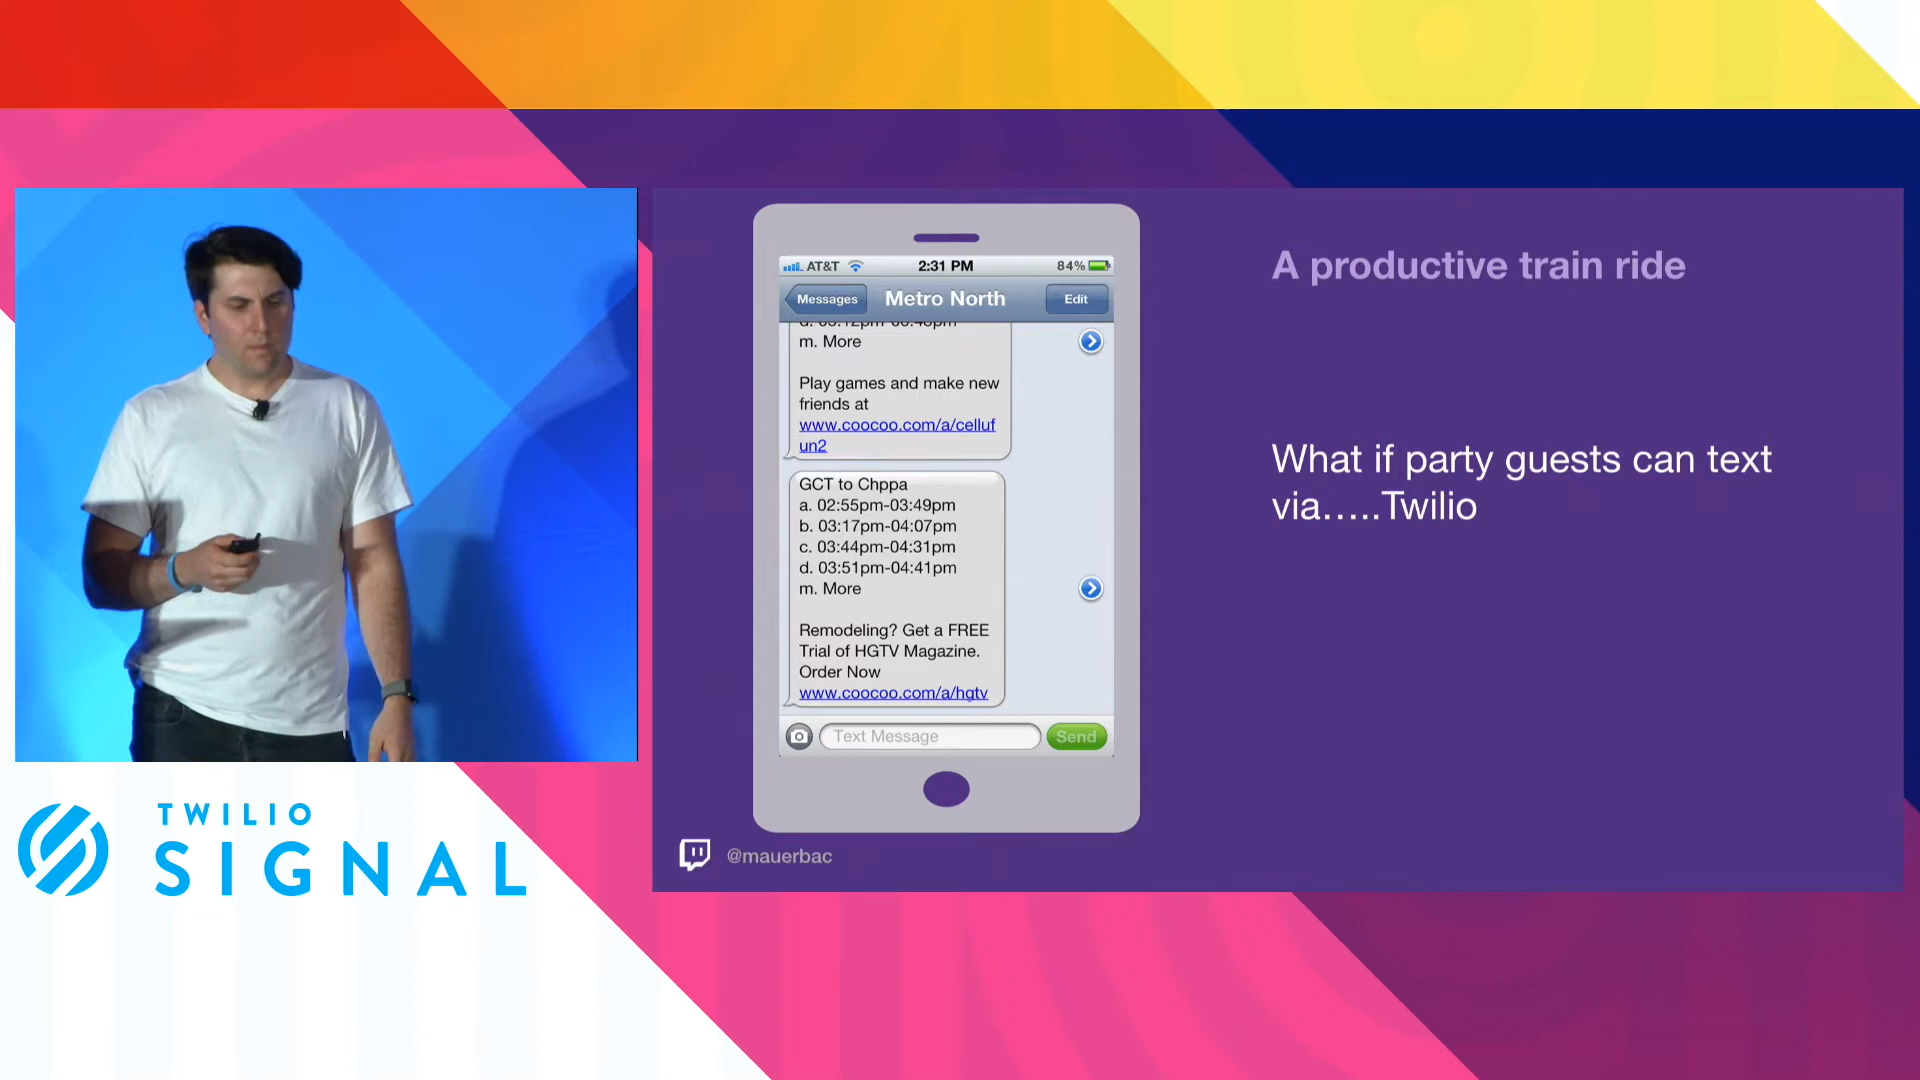 A productive train ride
AT&T
2:31 PM
84%
Messages
Metro North
Edit
m. More
Play games and make new
friends at
www.coocoo.com/a/celluf
un2
GCT to Chppa
a. 02:55pm-03:49pm
b. 03:17pm-04:07pm
c. 03:44pm-04:31pm
d. 03:51pm-04:41pm
m. More
Remodeling? Get a FREE
Trial of HGTV Magazine.
Order Now
www.coocoo.com/a/hgtv
Text Message
Send
What if party guests can text
via.....Twilio
@mauerbac
TWILIO
SIGNAL